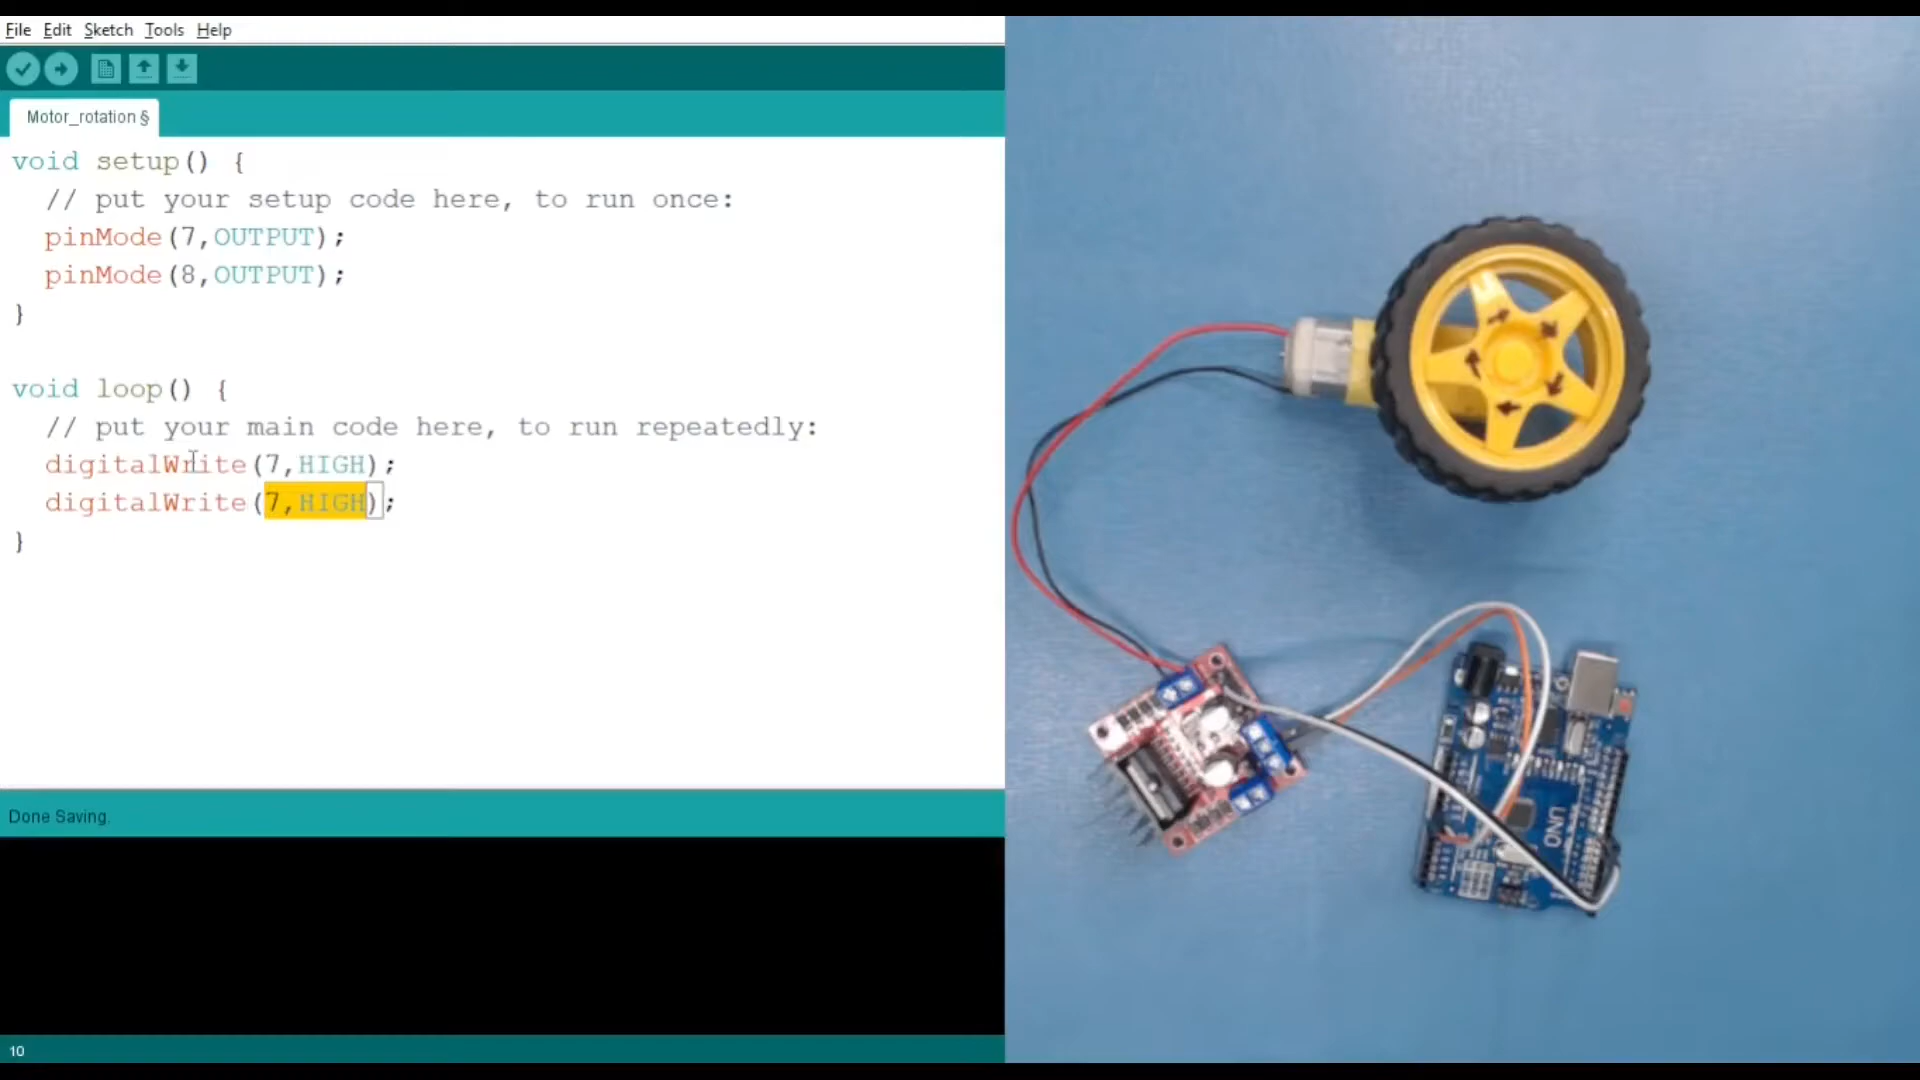 File Edit Sketch Tools Help
Motor_rotation §
void setup() {
// put your setup code here, to run once:
pinMode(7,OUTPUT);
pinMode(8,OUTPUT);
}
void loop() {
// put your main code here, to run repeatedly:
digitalWrite(7,HIGH);
digitalWrite(7,HIGH);
}
Done Saving.
10
UNO